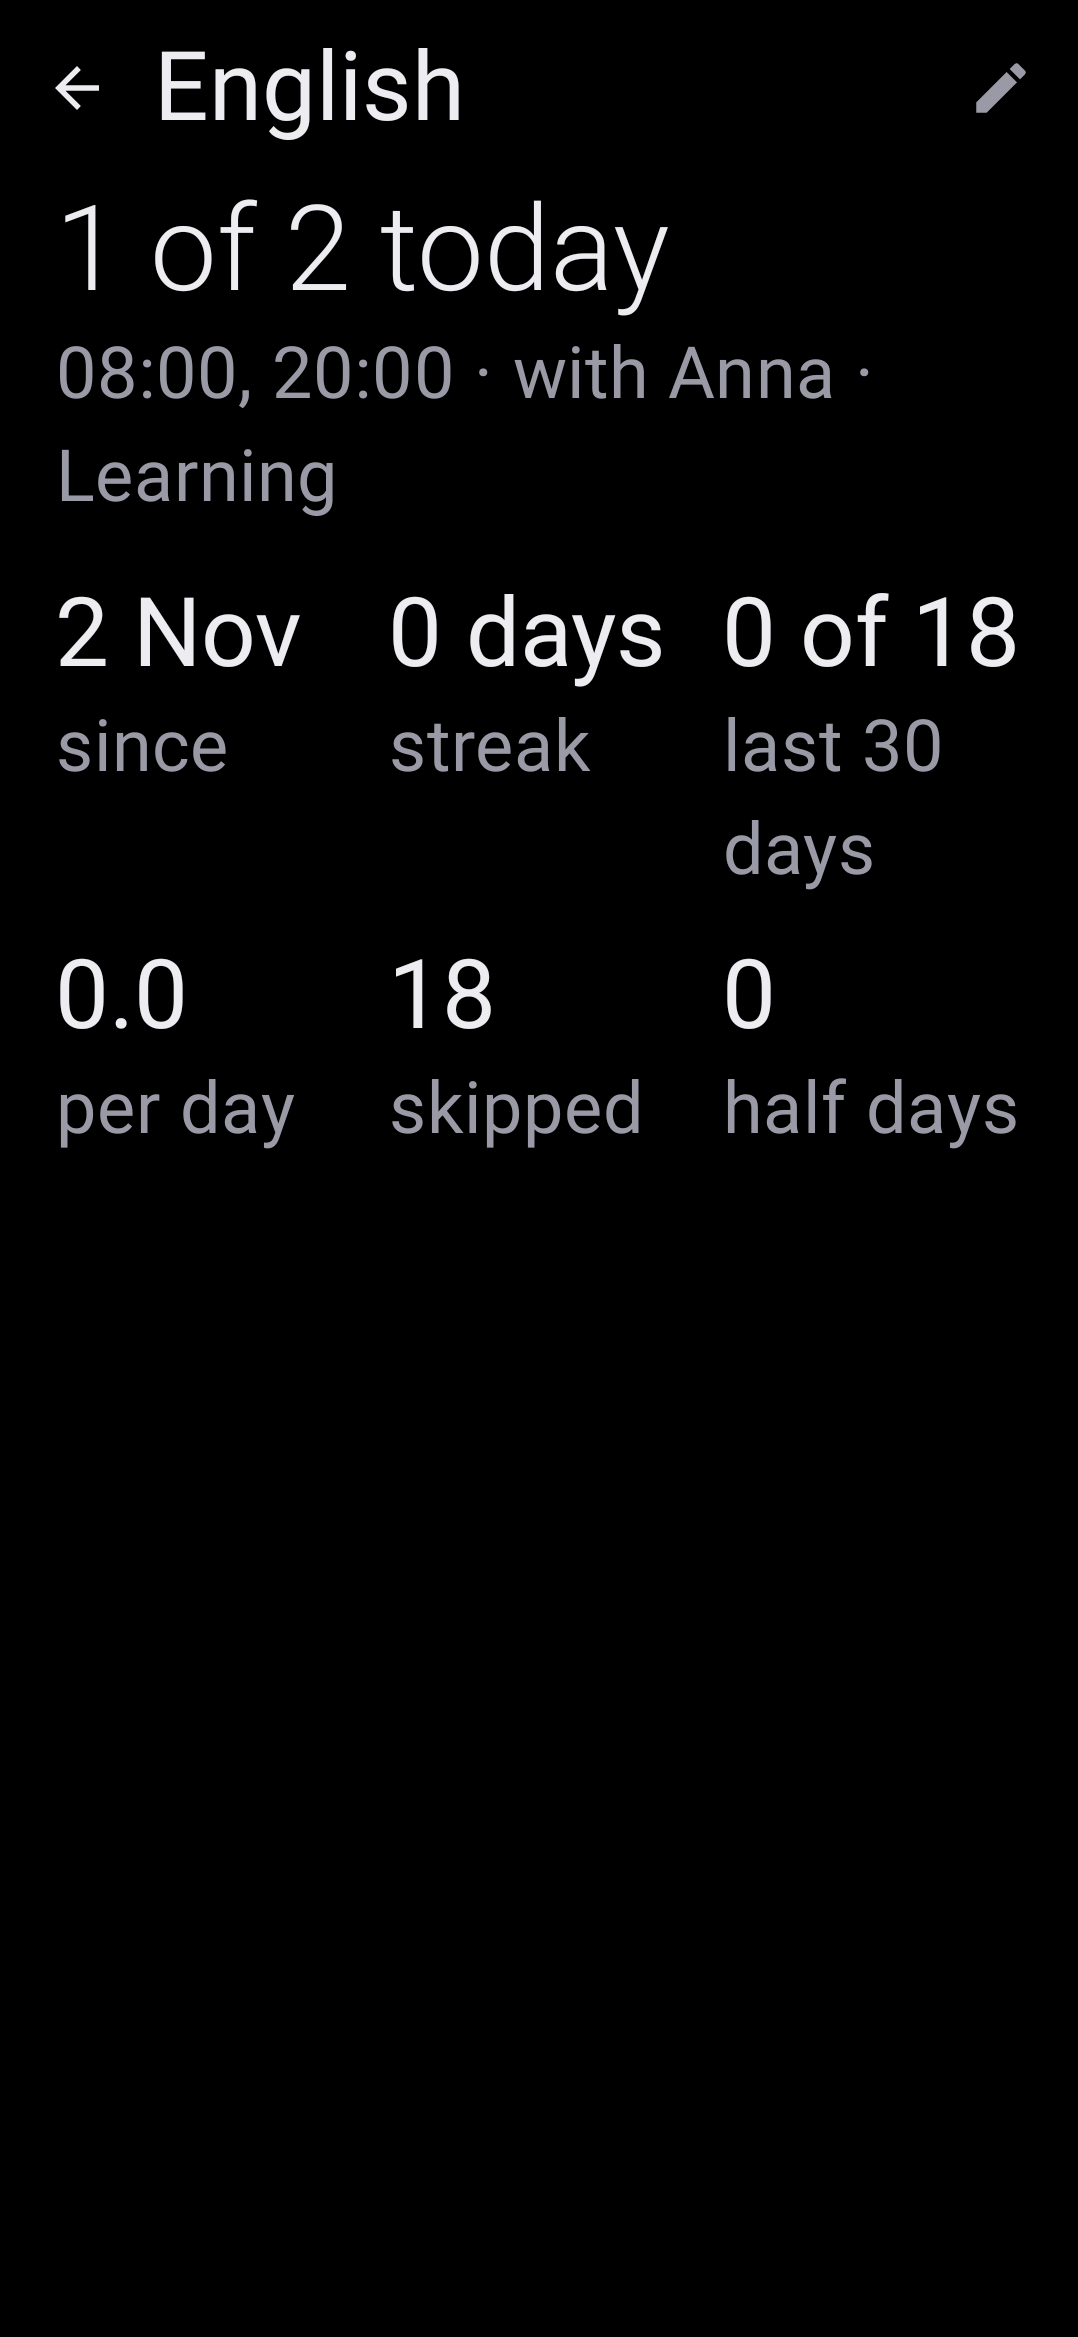 English
1 of 2 today
08:00, 20:00 · with Anna ·
Learning
2 Nov 0 days 0 of 18
since streak last 30
days
0.0 18 0
per day skipped half days